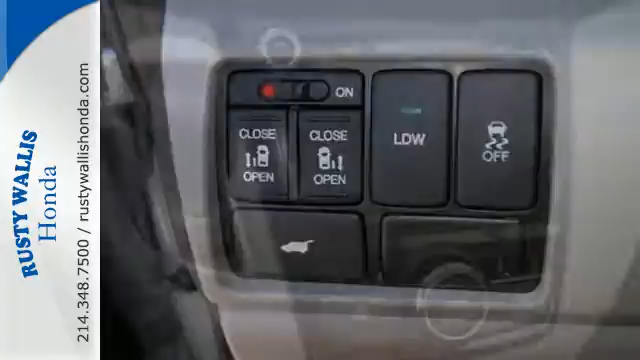 RUSTY WALLIS
Honda
214.348.7500 / rustywallishonda.com
ON
CLOSE
OPEN
CLOSE
OPEN
LDW
OFF